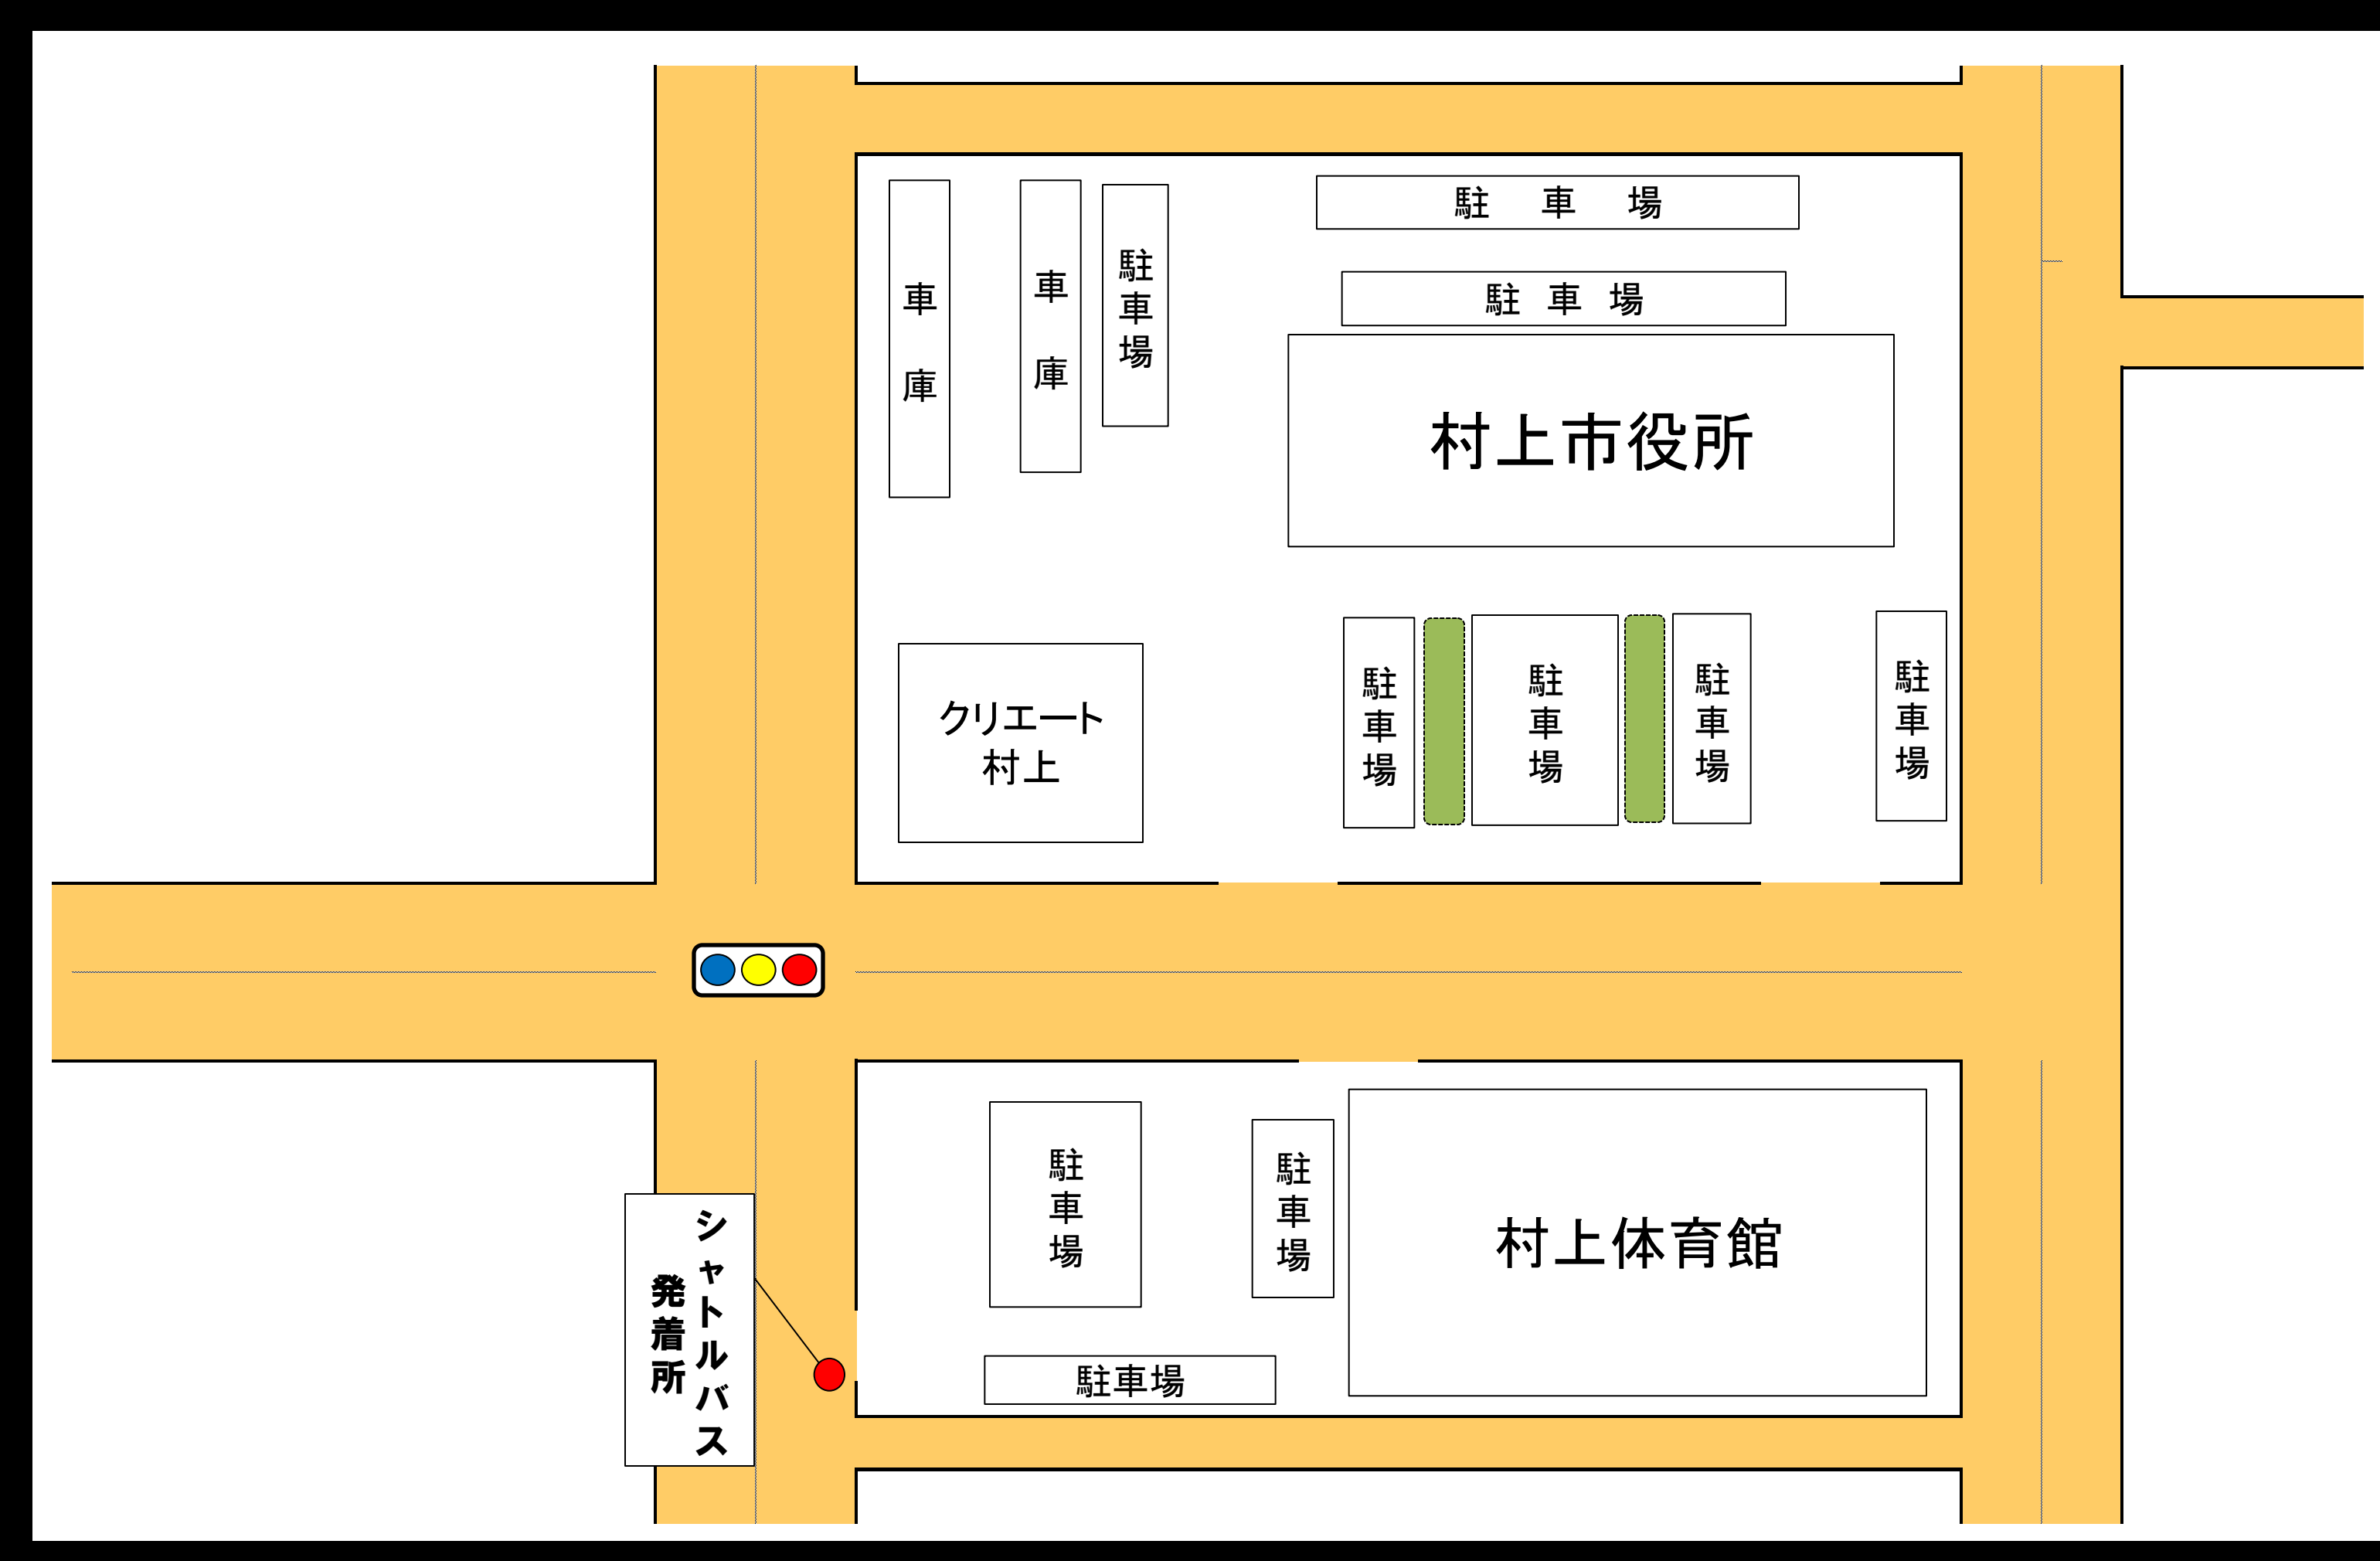 駐車場
駐車場
車庫
車庫
駐車場
村上市役所
クリエート
村上
駐車場
駐車場
駐車場
駐車場
駐車場
駐車場
村上体育館
シャトルバス
発着所
駐車場